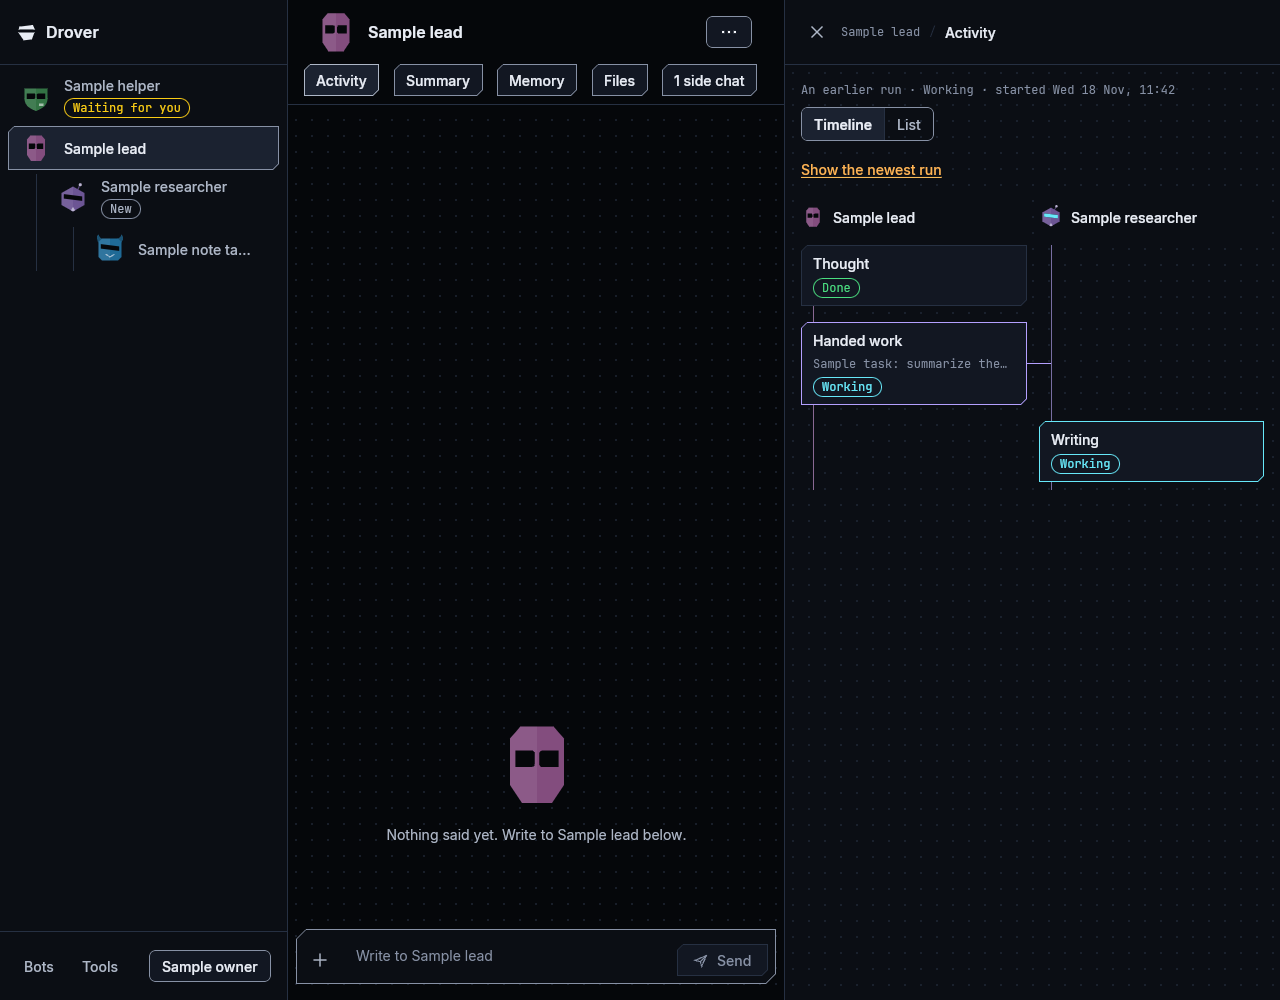 Drover
Sample helper
Waiting for you
Sample lead
Sample researcher
New
Sample note ta…
Bots
Tools
Sample owner
Sample lead
Activity
Summary
Memory
Files
1 side chat
Nothing said yet. Write to Sample lead below.
Write to Sample lead
Send
Sample lead / Activity
An earlier run · Working · started Wed 18 Nov, 11:42
Timeline
List
Show the newest run
Sample lead
Sample researcher
Thought
Done
Handed work
Sample task: summarize the…
Working
Writing
Working